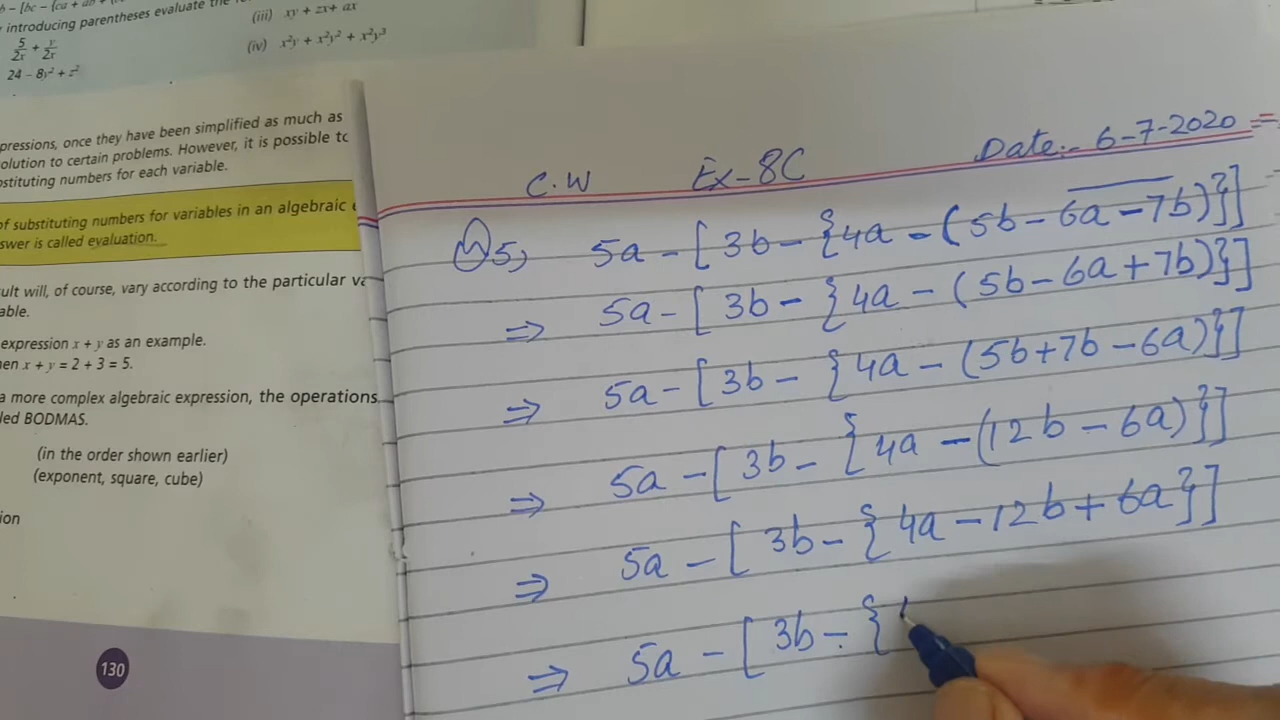 introducing parentheses evaluate the
(iii) xy + zx + ax
5/2x + y/2x
(iv) x²y + x²y² + x²y³
24 – 8y² + z²
pressions, once they have been simplified as much as
olution to certain problems. However, it is possible to
ostituting numbers for each variable.
of substituting numbers for variables in an algebraic
swer is called evaluation.
ult will, of course, vary according to the particular va
able.
expression x + y as an example.
hen x + y = 2 + 3 = 5.
a more complex algebraic expression, the operations
led BODMAS.
(in the order shown earlier)
(exponent, square, cube)
ion
130
C.W Ex-8C Date:- 6-7-2020
Q5, 5a - [3b - {4a - (5b - 6a - 7b)}]
⇒ 5a - [3b - {4a - (5b - 6a + 7b)}]
⇒ 5a - [3b - {4a - (5b + 7b - 6a)}]
⇒ 5a - [3b - {4a - (12b - 6a)}]
⇒ 5a - [3b - {4a - 12b + 6a}]
⇒ 5a - [3b - {